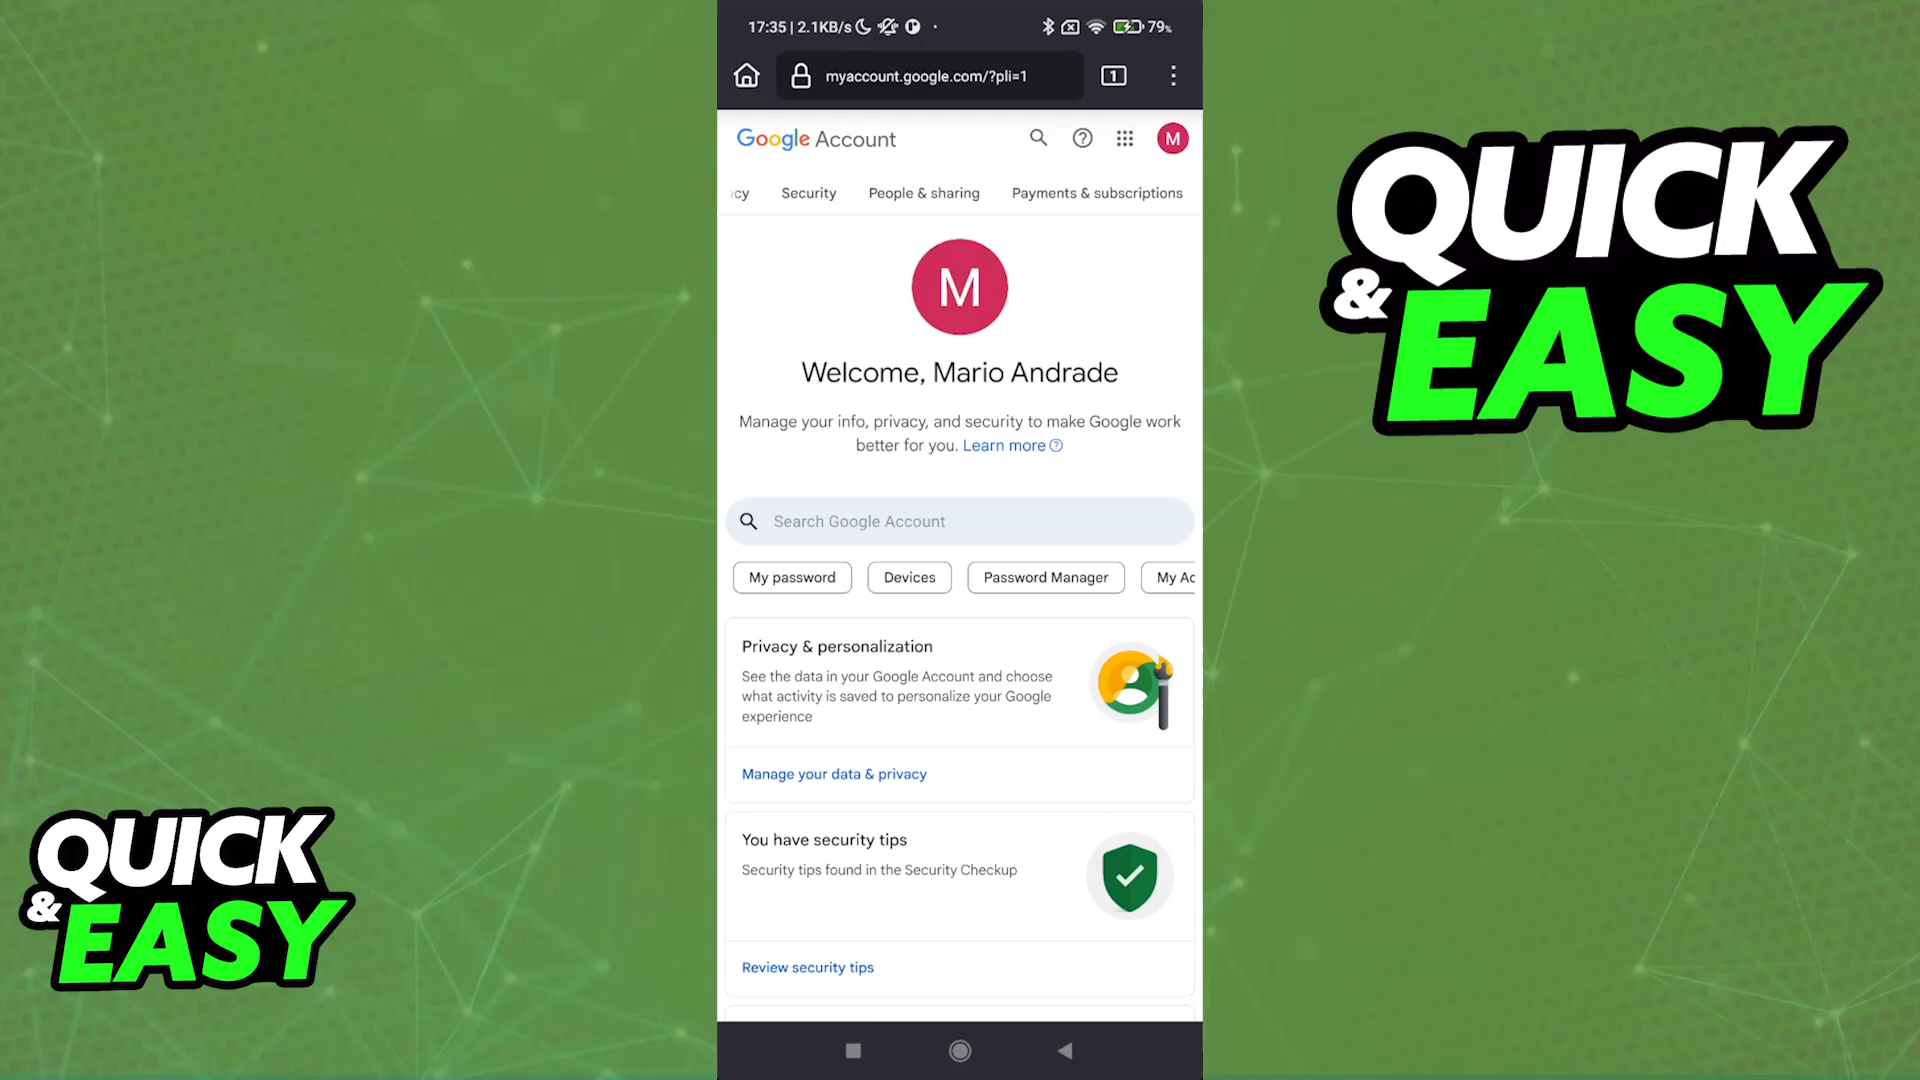 17:35 | 2.1KB/s
79%
myaccount.google.com/?pli=1
1
Google Account
M
ıcy
Security
People & sharing
Payments & subscriptions
M
Welcome, Mario Andrade
Manage your info, privacy, and security to make Google work
better for you. Learn more
Search Google Account
My password
Devices
Password Manager
My Ac
Privacy & personalization
See the data in your Google Account and choose
what activity is saved to personalize your Google
experience
Manage your data & privacy
You have security tips
Security tips found in the Security Checkup
Review security tips
QUICK
& EASY
QUICK
& EASY